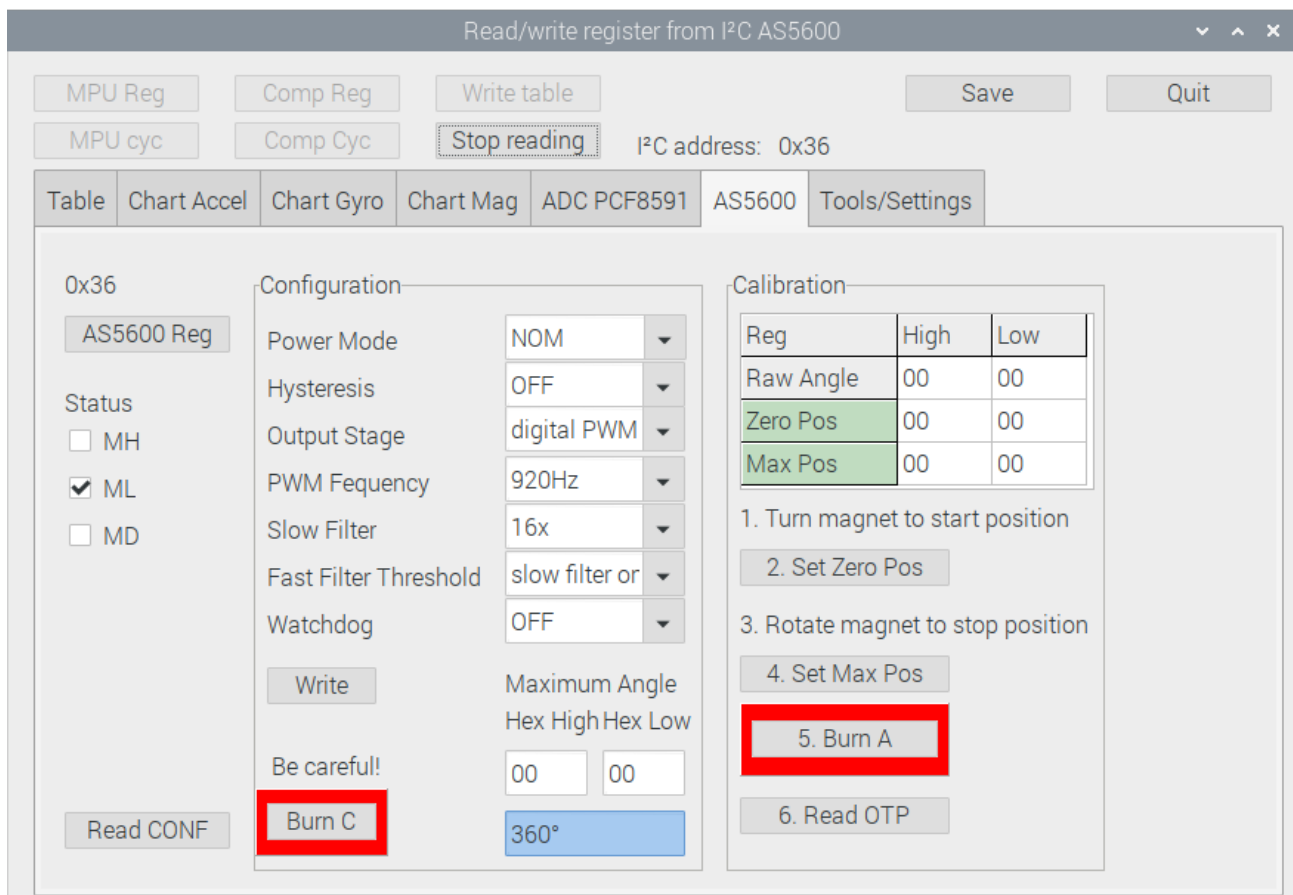 Read/write register from I²C AS5600
MPU Reg Comp Reg Write table Save Quit
MPU cyc Comp Cyc Stop reading I²C address: 0x36
Table Chart Accel Chart Gyro Chart Mag ADC PCF8591 AS5600 Tools/Settings
0x36
AS5600 Reg
Status
MH
ML
MD
Read CONF
Configuration
Power Mode NOM
Hysteresis OFF
Output Stage digital PWM
PWM Fequency 920Hz
Slow Filter 16x
Fast Filter Threshold slow filter or
Watchdog OFF
Write Maximum Angle
Hex High Hex Low
Be careful! 00 00
Burn C 360°
Calibration
Reg High Low
Raw Angle 00 00
Zero Pos 00 00
Max Pos 00 00
1. Turn magnet to start position
2. Set Zero Pos
3. Rotate magnet to stop position
4. Set Max Pos
5. Burn A
6. Read OTP